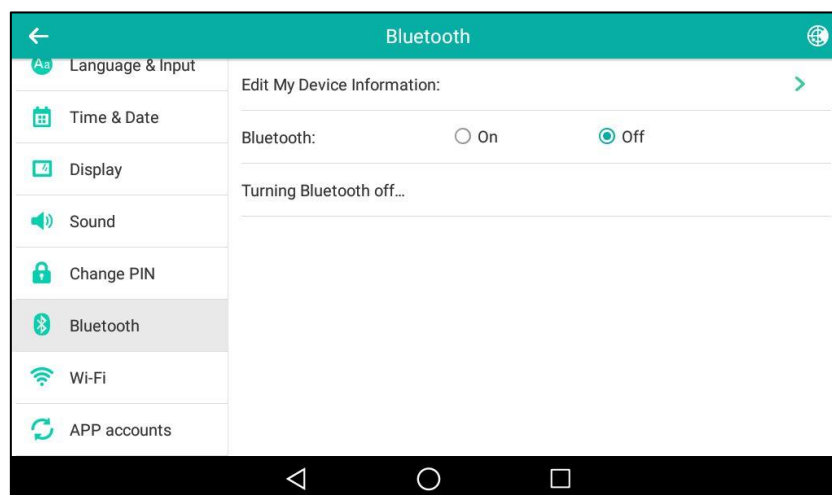 Bluetooth
Aa Language & Input
Time & Date
Display
Sound
Change PIN
Bluetooth
Wi-Fi
APP accounts
Edit My Device Information:
Bluetooth: On Off
Turning Bluetooth off...